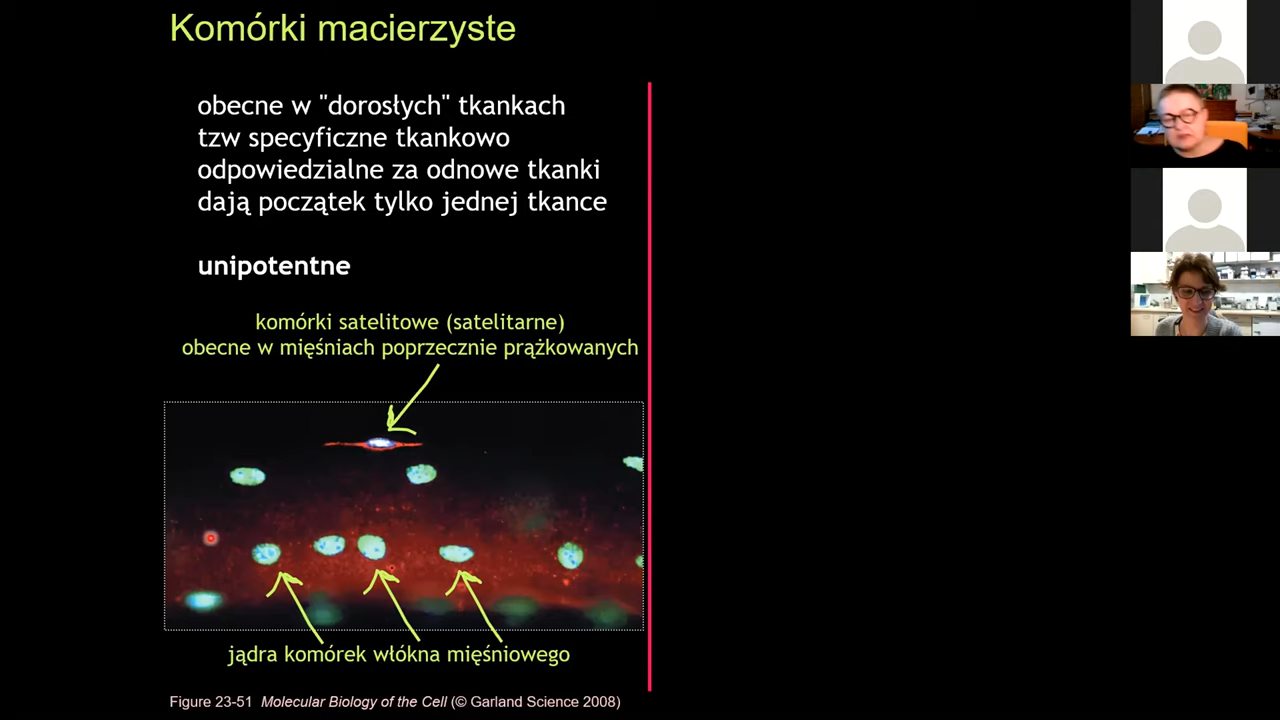 Komórki macierzyste
obecne w "dorosłych" tkankach
tzw specyficzne tkankowo
odpowiedzialne za odnowe tkanki
dają początek tylko jednej tkance
unipotentne
komórki satelitowe (satelitarne)
obecne w mięśniach poprzecznie prążkowanych
jądra komórek włókna mięśniowego
Figure 23-51 Molecular Biology of the Cell (© Garland Science 2008)